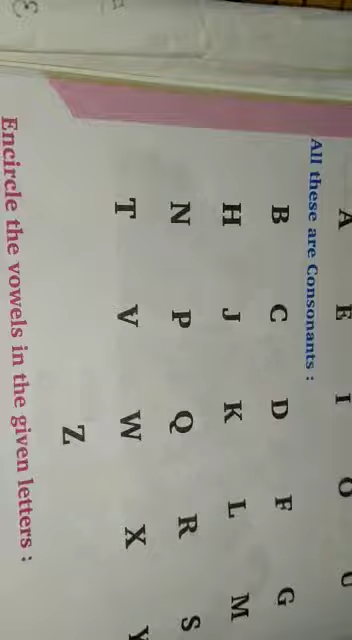 A E I O U
All these are Consonants :
B C D F G
H J K L M
N P Q R S
T V W X Y
Z
Encircle the vowels in the given letters :